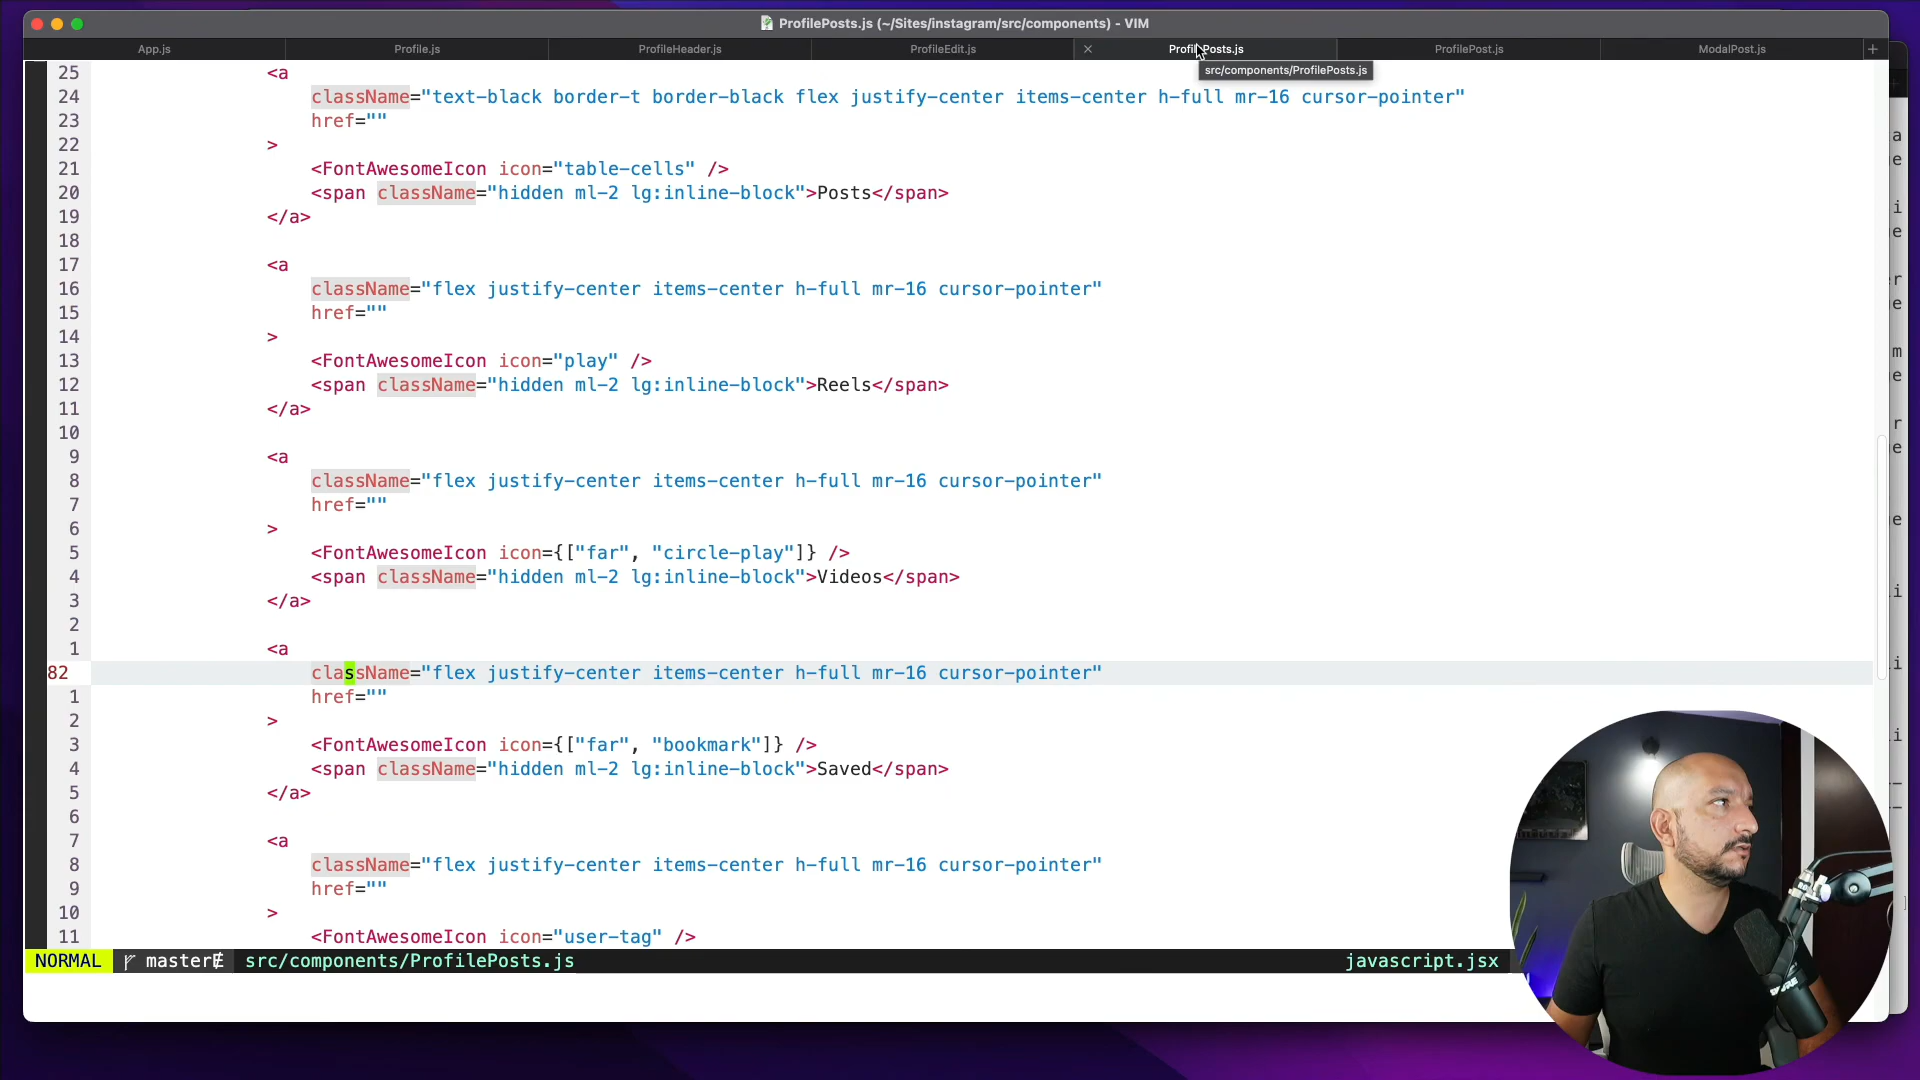 ProfilePosts.js (~/Sites/instagram/src/components) - VIM
App.js
Profile.js
ProfileHeader.js
ProfileEdit.js
ProfilePosts.js
ProfilePost.js
ModalPost.js
src/components/ProfilePosts.js
25 <a
24 className="text-black border-t border-black flex justify-center items-center h-full mr-16 cursor-pointer"
23 href=""
22 >
21 <FontAwesomeIcon icon="table-cells" />
20 <span className="hidden ml-2 lg:inline-block">Posts</span>
19 </a>
18
17 <a
16 className="flex justify-center items-center h-full mr-16 cursor-pointer"
15 href=""
14 >
13 <FontAwesomeIcon icon="play" />
12 <span className="hidden ml-2 lg:inline-block">Reels</span>
11 </a>
10
9 <a
8 className="flex justify-center items-center h-full mr-16 cursor-pointer"
7 href=""
6 >
5 <FontAwesomeIcon icon={["far", "circle-play"]} />
4 <span className="hidden ml-2 lg:inline-block">Videos</span>
3 </a>
2
1 <a
82 className="flex justify-center items-center h-full mr-16 cursor-pointer"
1 href=""
2 >
3 <FontAwesomeIcon icon={["far", "bookmark"]} />
4 <span className="hidden ml-2 lg:inline-block">Saved</span>
5 </a>
6
7 <a
8 className="flex justify-center items-center h-full mr-16 cursor-pointer"
9 href=""
10 >
11 <FontAwesomeIcon icon="user-tag" />
NORMAL master src/components/ProfilePosts.js javascript.jsx